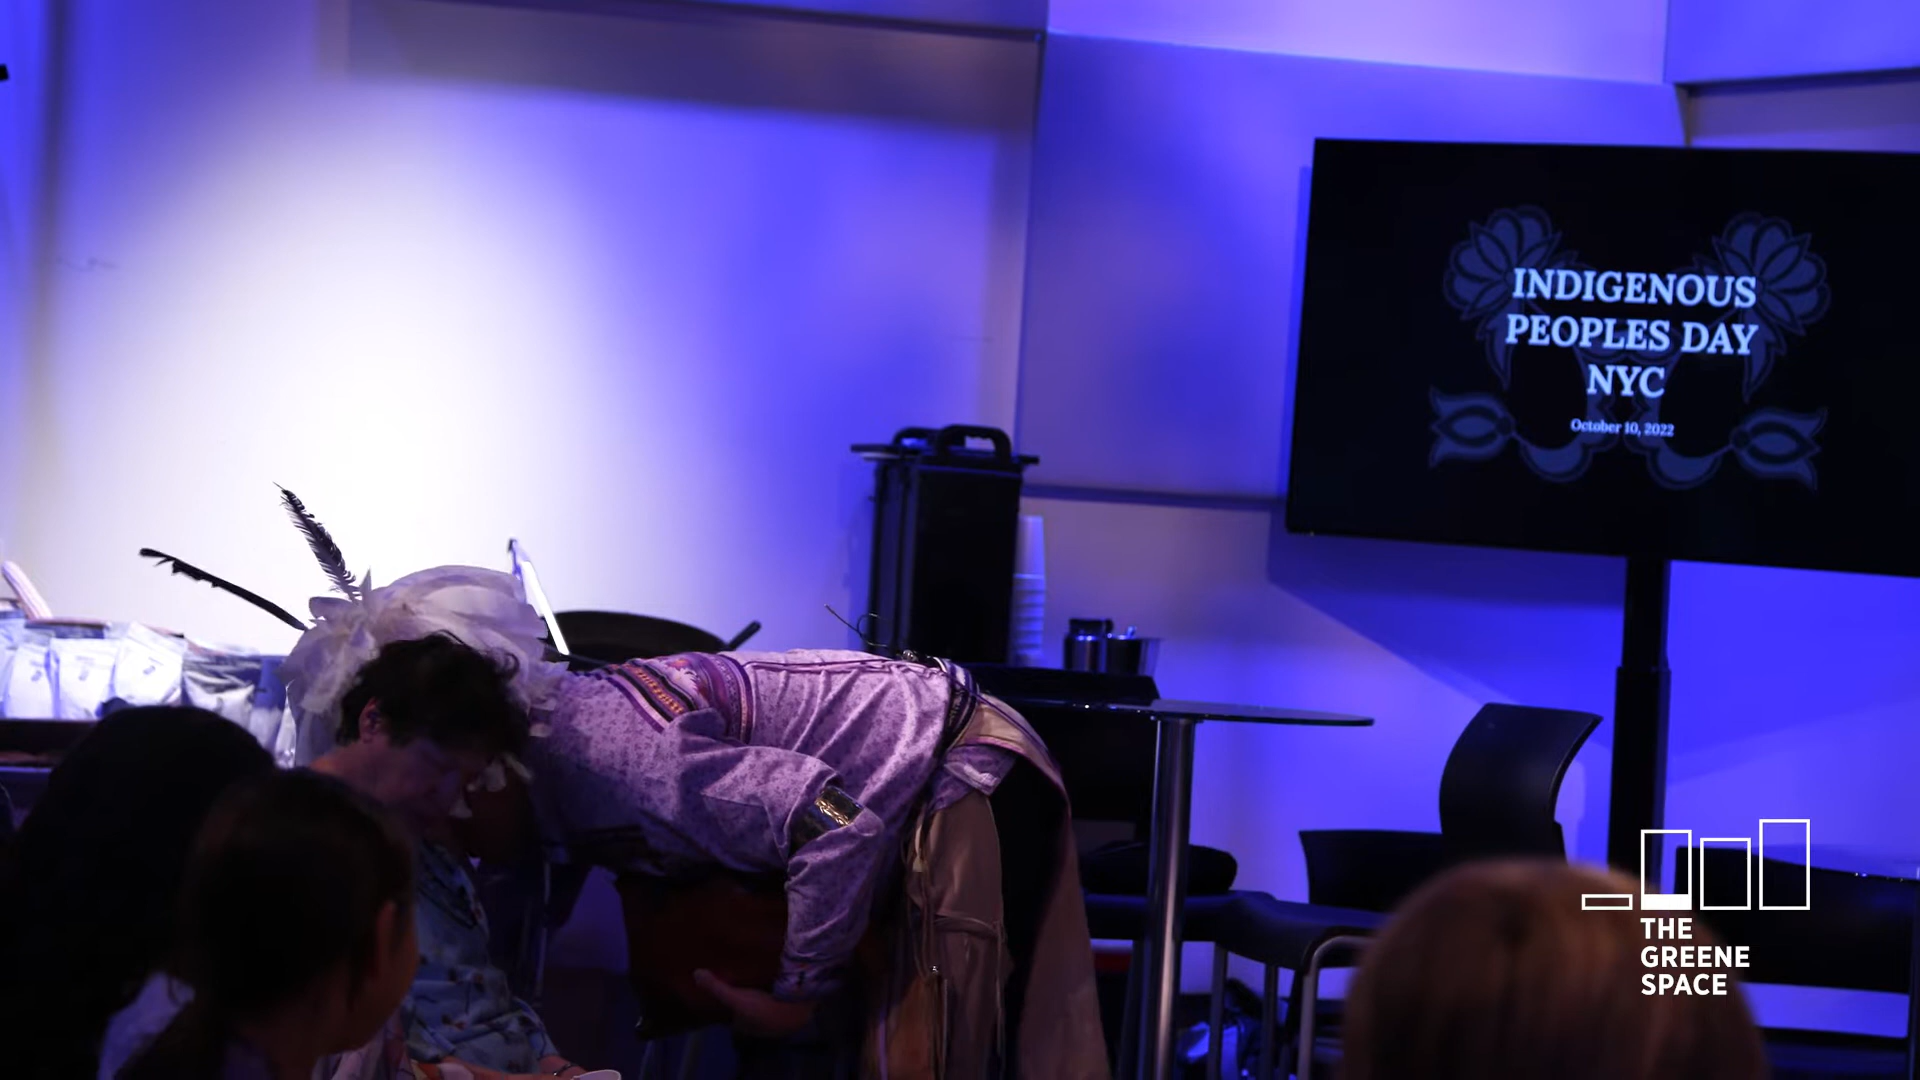 INDIGENOUS
PEOPLES DAY
NYC
October 10, 2022
THE
GREENE
SPACE